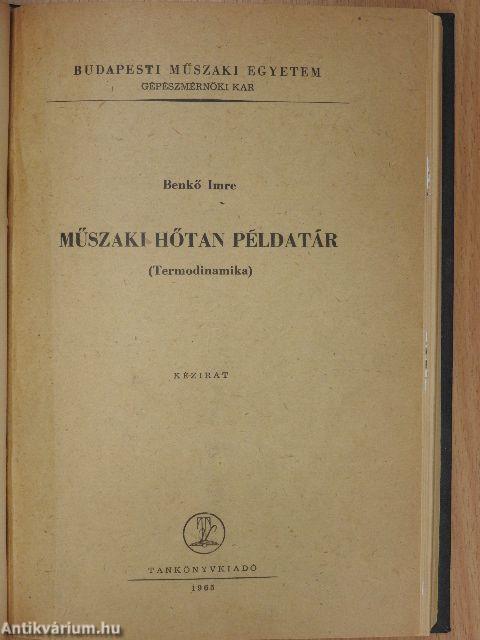 BUDAPESTI MŰSZAKI EGYETEM
GÉPÉSZMÉRNÖKI KAR
Benkő Imre
MŰSZAKI HŐTAN PÉLDATÁR
(Termodinamika)
KÉZIRAT
TANKÖNYVKIADÓ
1965
Antikvárium.hu